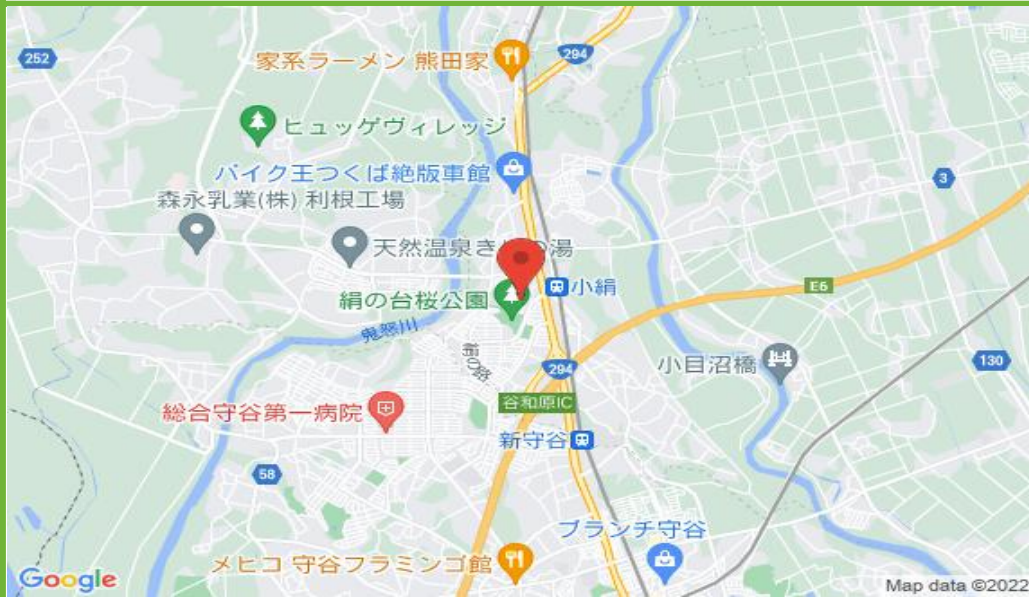 252
家系ラーメン 熊田家
294
ヒュッゲヴィレッジ
バイク王つくば絶版車館
3
森永乳業(株) 利根工場
天然温泉き の湯
小絹
E6
絹の台桜公園
鬼怒川
絹の路
小目沼橋
130
294
総合守谷第一病院
谷和原IC
新守谷
58
ブランチ守谷
メヒコ 守谷フラミンゴ館
Google
Map data ©2022